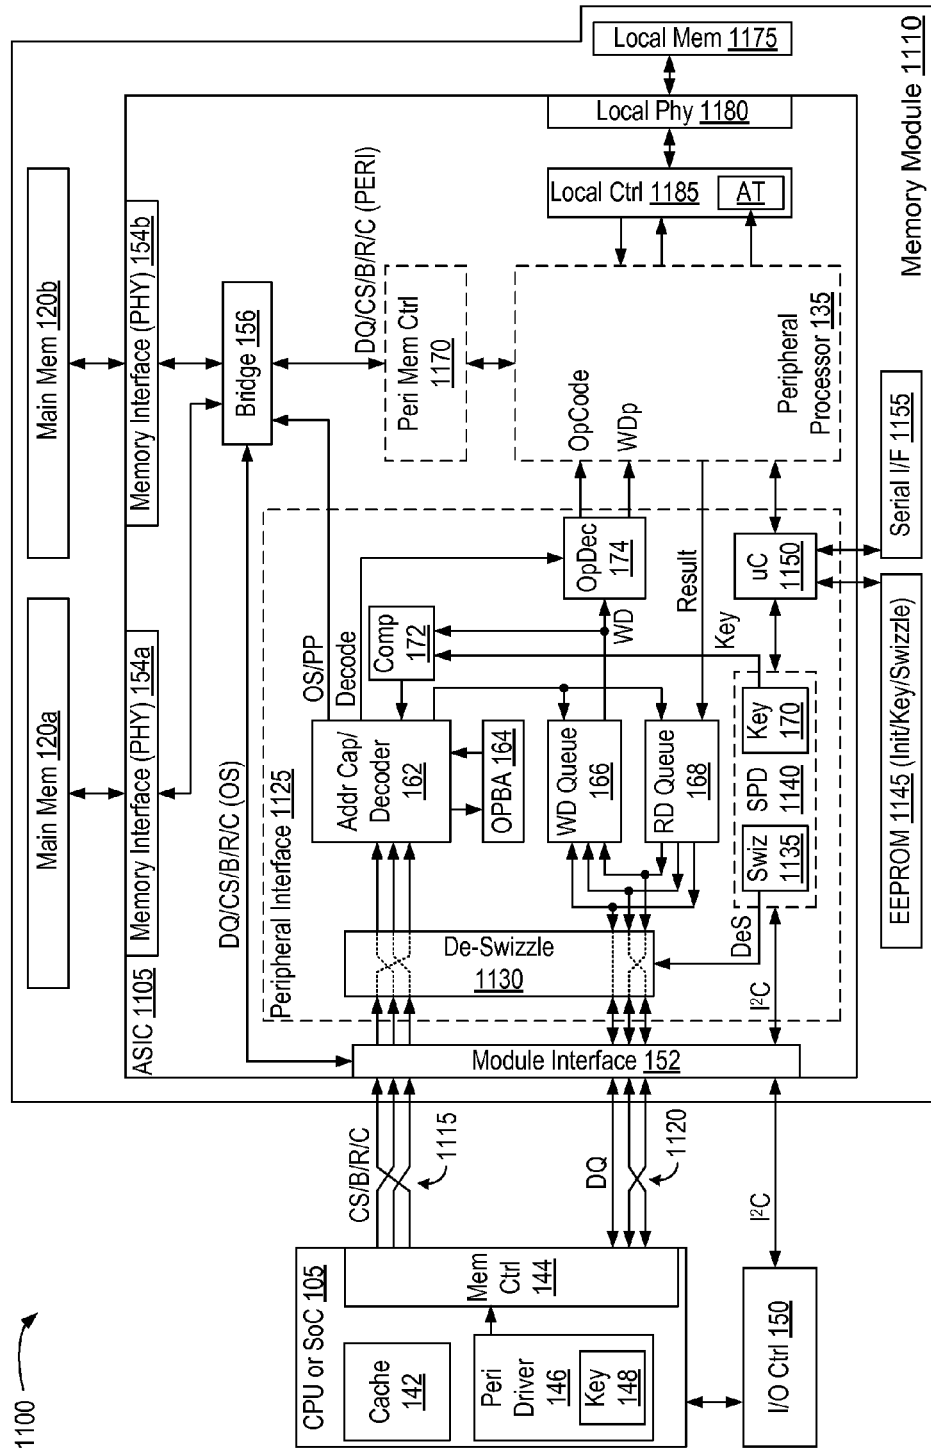 1100
CPU or SoC 105
Cache 142
Peri
Driver
146
Key
148
Mem
Ctrl
144
I/O Ctrl 150
CS/B/R/C
1115
DQ
1120
I²C
Memory Module 1110
ASIC 1105
Module Interface 152
DQ/CS/B/R/C (OS)
Main Mem 120a
Main Mem 120b
Memory Interface (PHY) 154a
Memory Interface (PHY) 154b
Bridge 156
Peripheral Interface 1125
De-Swizzle
1130
Addr Cap/
Decoder
162
OPBA 164
Comp
172
OS/PP
Decode
WD Queue
166
RD Queue
168
OpDec
174
WD
Result
Key
DeS
I²C
Swiz
1135
SPD
1140
Key
170
uC
1150
EEPROM 1145 (Init/Key/Swizzle)
Serial I/F 1155
OpCode
WDp
Peripheral
Processor 135
Peri Mem Ctrl
1170
DQ/CS/B/R/C (PERI)
Local Ctrl 1185
AT
Local Phy 1180
Local Mem 1175